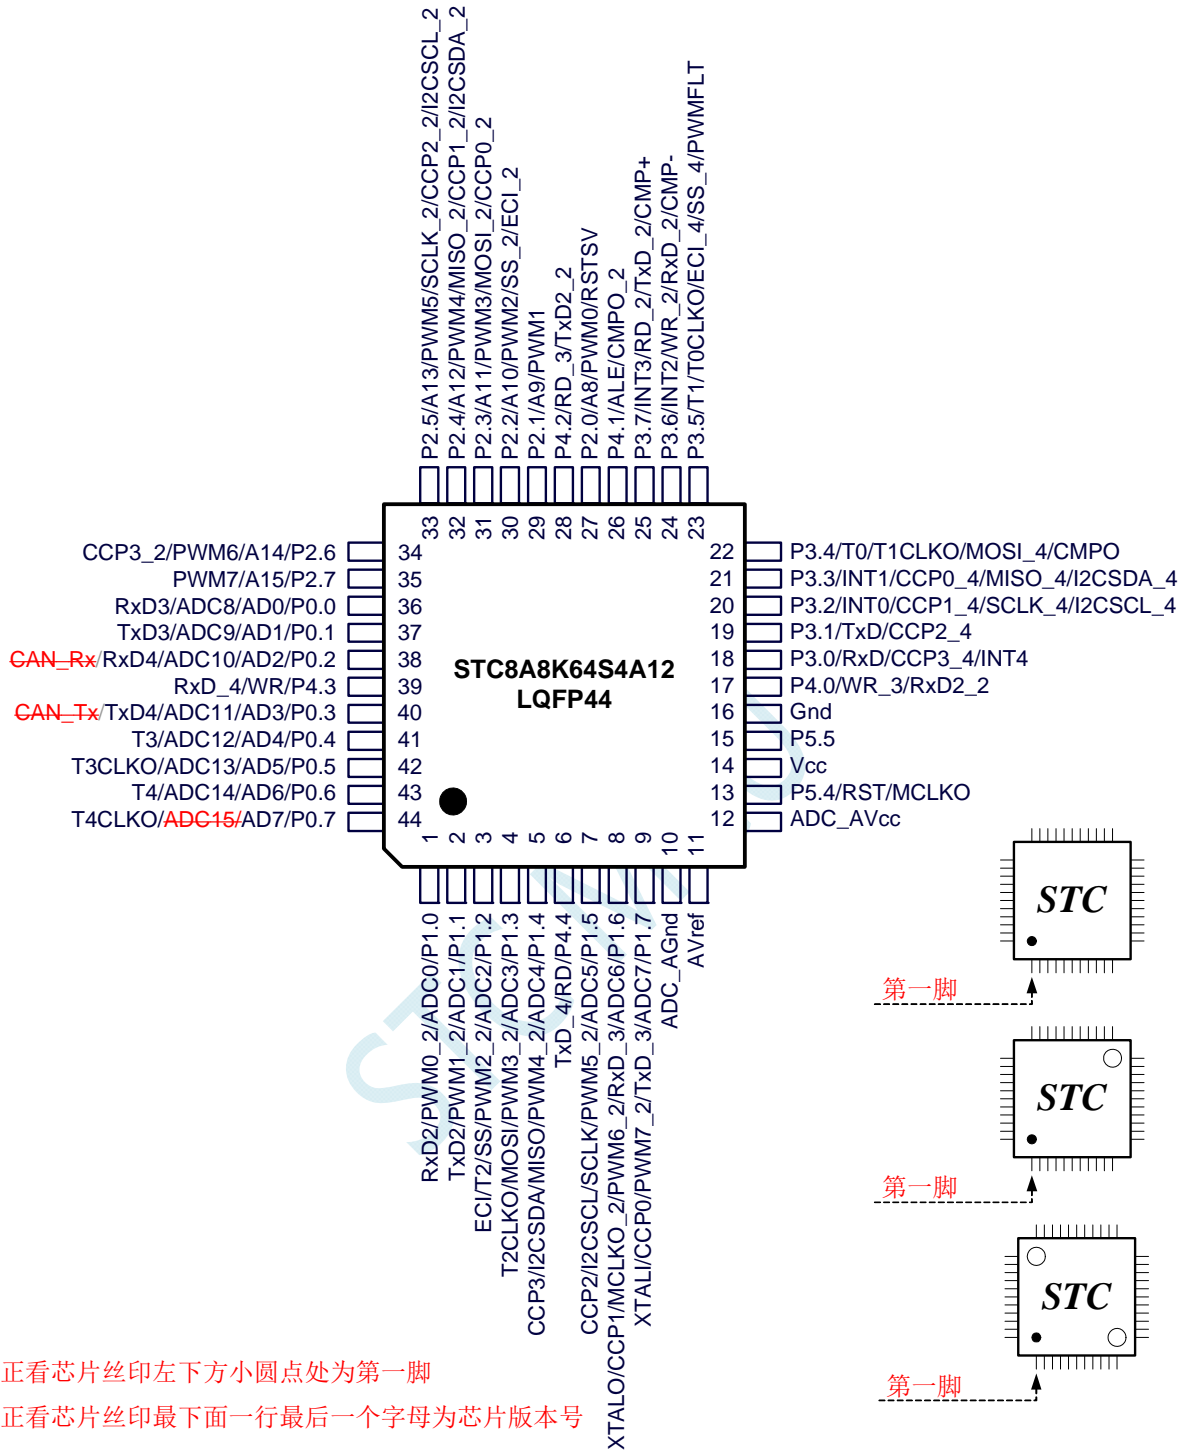 P2.5/A13/PWM5/SCLK_2/CCP2_2/I2CSCL_2
P2.4/A12/PWM4/MISO_2/CCP1_2/I2CSDA_2
P2.3/A11/PWM3/MOSI_2/CCP0_2
P2.2/A10/PWM2/SS_2/ECI_2
P2.1/A9/PWM1
P4.2/RD_3/TxD2_2
P2.0/A8/PWM0/RSTSV
P4.1/ALE/CMPO_2
P3.7/INT3/RD_2/TxD_2/CMP+
P3.6/INT2/WR_2/RxD_2/CMP-
P3.5/T1/T0CLKO/ECI_4/SS_4/PWMFLT
33 32 31 30 29 28 27 26 25 24 23
CCP3_2/PWM6/A14/P2.6 34
PWM7/A15/P2.7 35
RxD3/ADC8/AD0/P0.0 36
TxD3/ADC9/AD1/P0.1 37
CAN_Rx/RxD4/ADC10/AD2/P0.2 38
RxD_4/WR/P4.3 39
CAN_Tx/TxD4/ADC11/AD3/P0.3 40
T3/ADC12/AD4/P0.4 41
T3CLKO/ADC13/AD5/P0.5 42
T4/ADC14/AD6/P0.6 43
T4CLKO/ADC15/AD7/P0.7 44
STC8A8K64S4A12
LQFP44
22 P3.4/T0/T1CLKO/MOSI_4/CMPO
21 P3.3/INT1/CCP0_4/MISO_4/I2CSDA_4
20 P3.2/INT0/CCP1_4/SCLK_4/I2CSCL_4
19 P3.1/TxD/CCP2_4
18 P3.0/RxD/CCP3_4/INT4
17 P4.0/WR_3/RxD2_2
16 Gnd
15 P5.5
14 Vcc
13 P5.4/RST/MCLKO
12 ADC_AVcc
1 2 3 4 5 6 7 8 9 10 11
RxD2/PWM0_2/ADC0/P1.0
TxD2/PWM1_2/ADC1/P1.1
ECI/T2/SS/PWM2_2/ADC2/P1.2
T2CLKO/MOSI/PWM3_2/ADC3/P1.3
CCP3/I2CSDA/MISO/PWM4_2/ADC4/P1.4
TxD_4/RD/P4.4
CCP2/I2CSCL/SCLK/PWM5_2/ADC5/P1.5
XTALO/CCP1/MCLKO_2/PWM6_2/RxD_3/ADC6/P1.6
XTALI/CCP0/PWM7_2/TxD_3/ADC7/P1.7
ADC_AGnd
AVref
STC
第一脚
STC
第一脚
STC
第一脚
正看芯片丝印左下方小圆点处为第一脚
正看芯片丝印最下面一行最后一个字母为芯片版本号